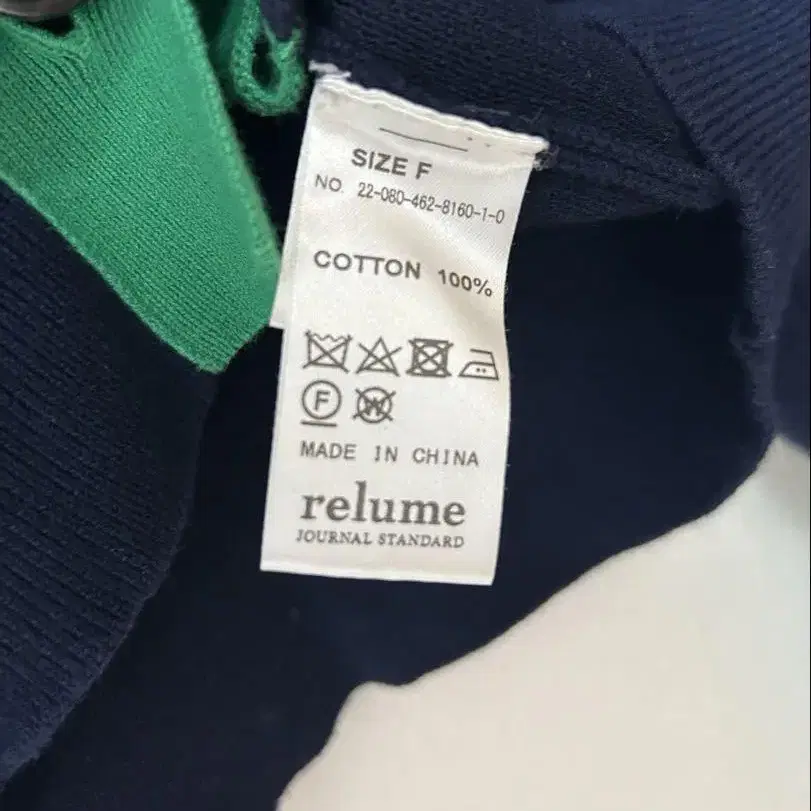 SIZE F
NO. 22-080-462-8160-1-0
COTTON 100%
F
W
MADE IN CHINA
relume
JOURNAL STANDARD